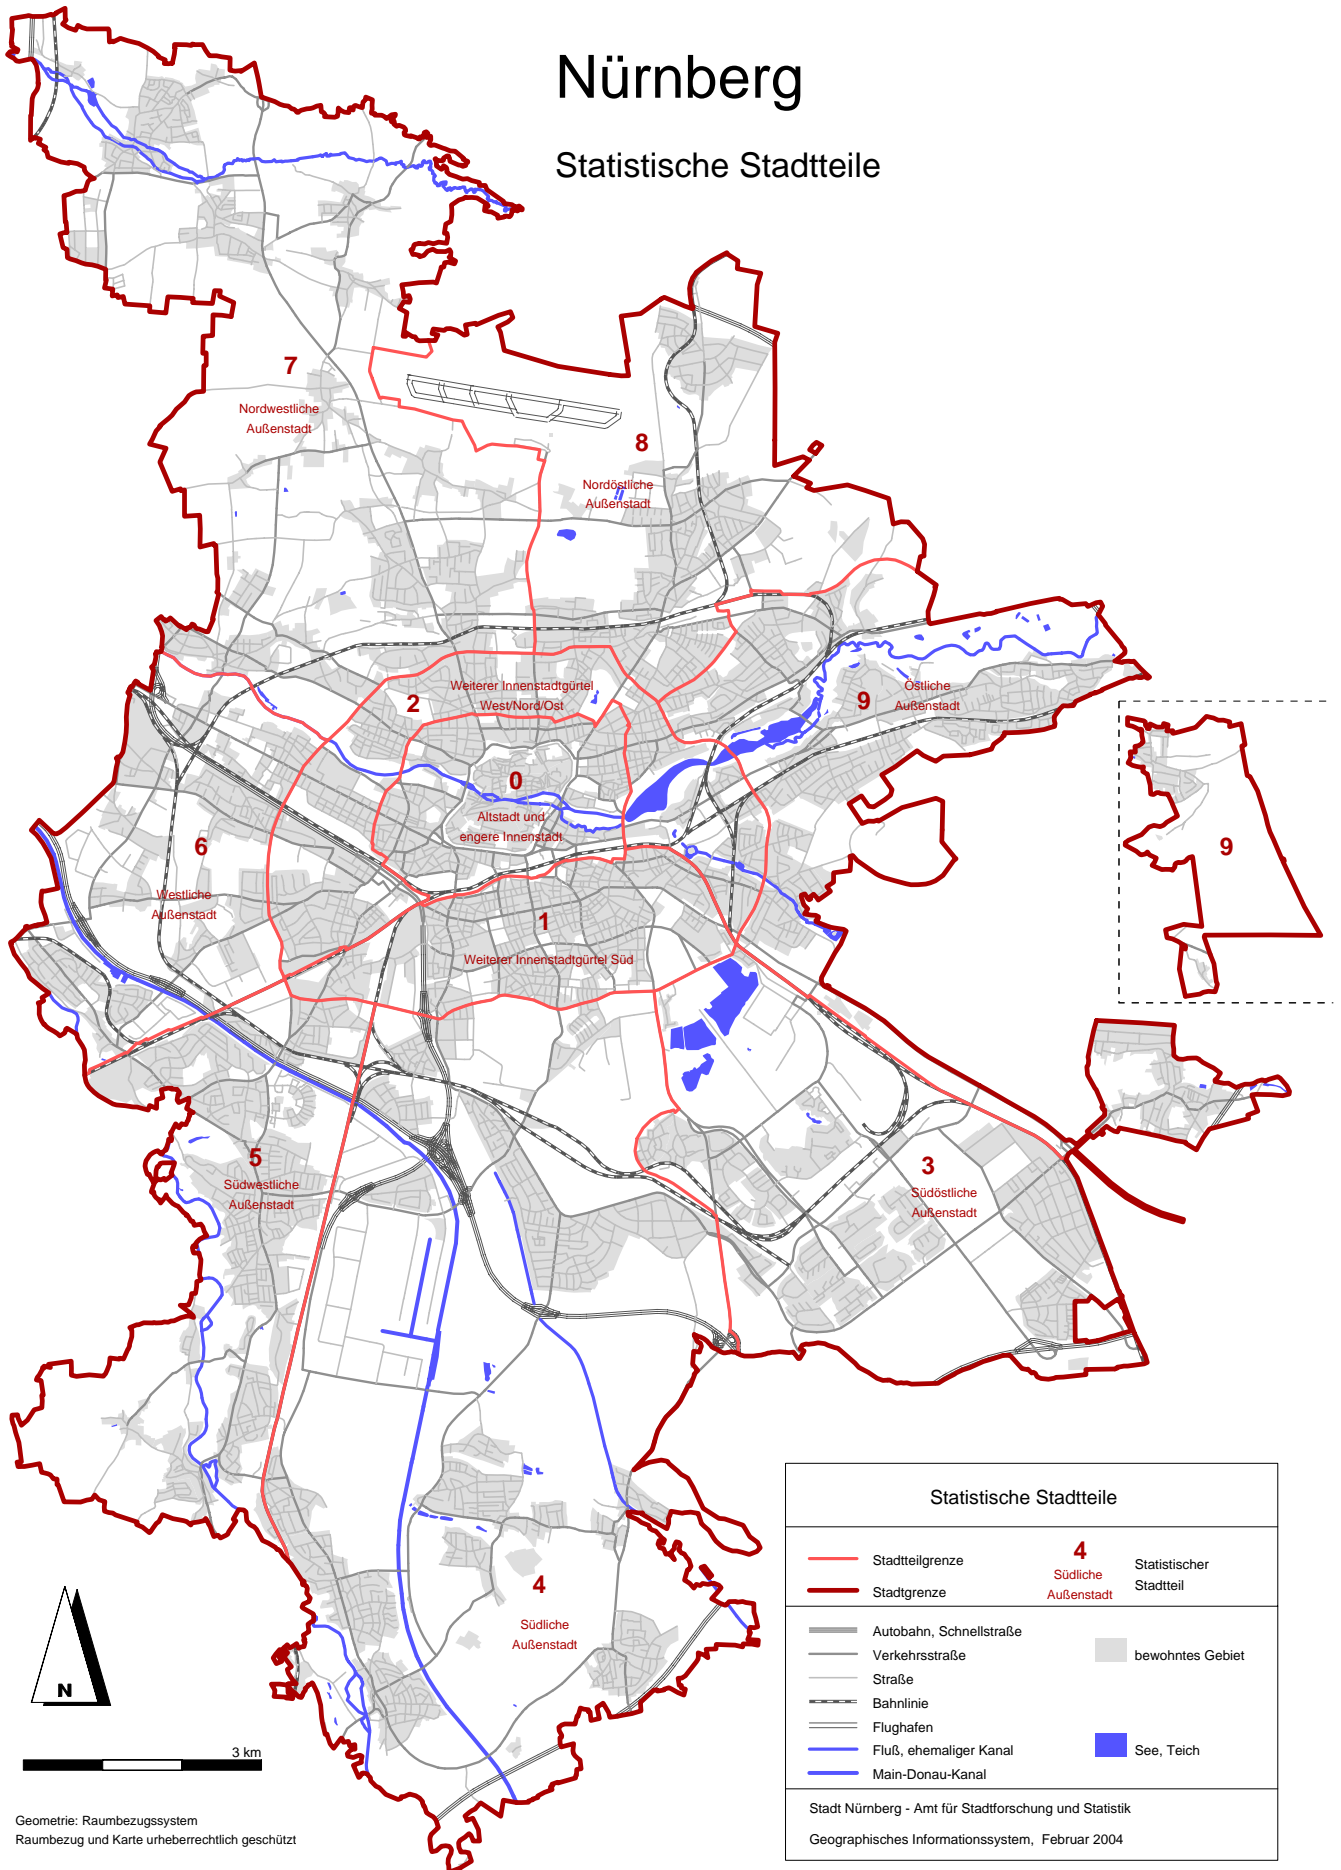 Nürnberg
Statistische Stadtteile
7
Nordwestliche
Außenstadt
8
Nordöstliche
Außenstadt
2
Weiterer Innenstadtgürtel
West/Nord/Ost
9
Östliche
Außenstadt
0
Altstadt und
engere Innenstadt
6
Westliche
Außenstadt
9
1
Weiterer Innenstadtgürtel Süd
5
Südwestliche
Außenstadt
3
Südöstliche
Außenstadt
4
Südliche
Außenstadt
N
3 km
Geometrie: Raumbezugssystem
Raumbezug und Karte urheberrechtlich geschützt
Statistische Stadtteile
Stadtteilgrenze
Stadtgrenze
4
Südliche
Außenstadt
Statistischer
Stadtteil
Autobahn, Schnellstraße
Verkehrsstraße
Straße
Bahnlinie
Flughafen
Fluß, ehemaliger Kanal
Main-Donau-Kanal
bewohntes Gebiet
See, Teich
Stadt Nürnberg - Amt für Stadtforschung und Statistik
Geographisches Informationssystem, Februar 2004